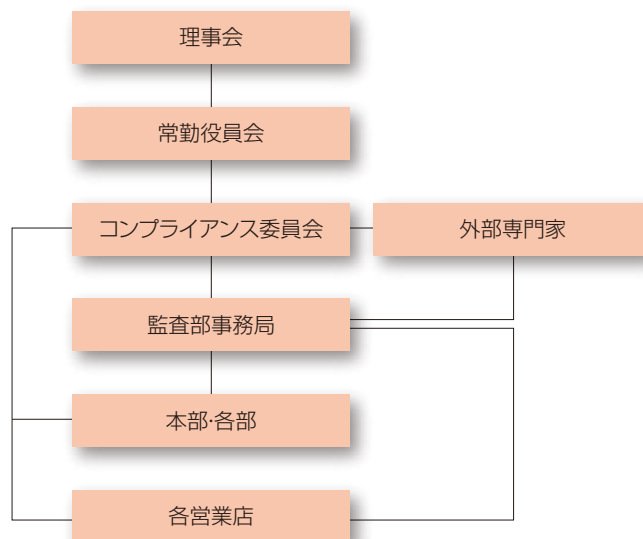 理事会
常勤役員会
コンプライアンス委員会
外部専門家
監査部事務局
本部・各部
各営業店